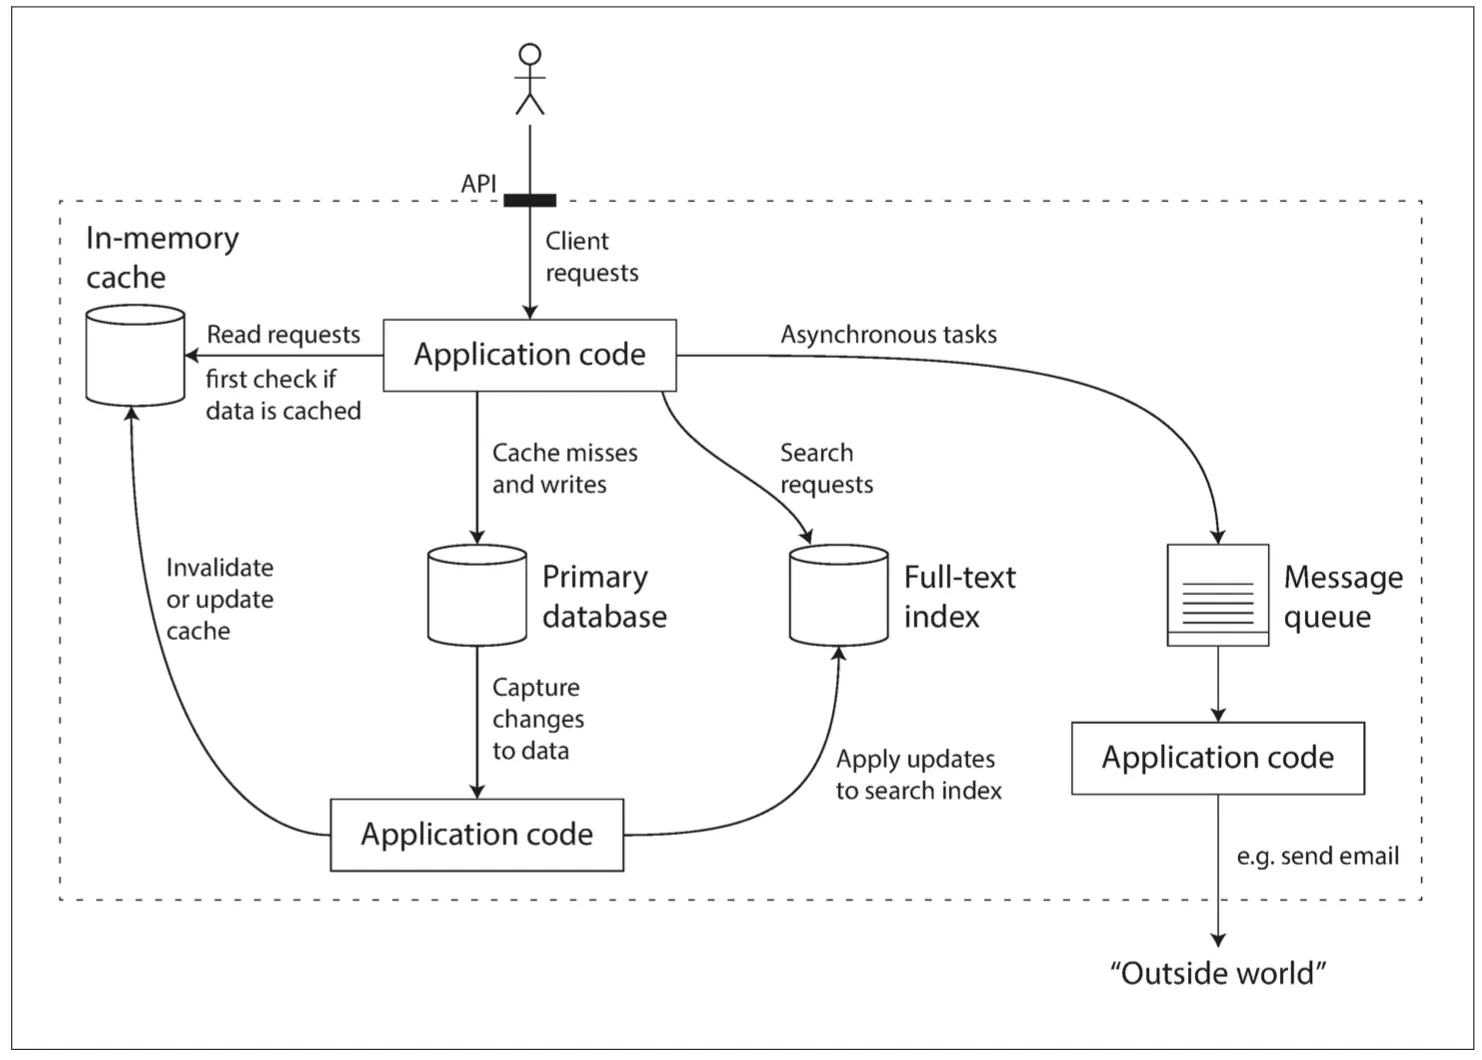 API
In-memory
cache
Client
requests
Read requests
first check if
data is cached
Application code
Asynchronous tasks
Cache misses
and writes
Search
requests
Invalidate
or update
cache
Primary
database
Full-text
index
Message
queue
Capture
changes
to data
Apply updates
to search index
Application code
Application code
e.g. send email
“Outside world”